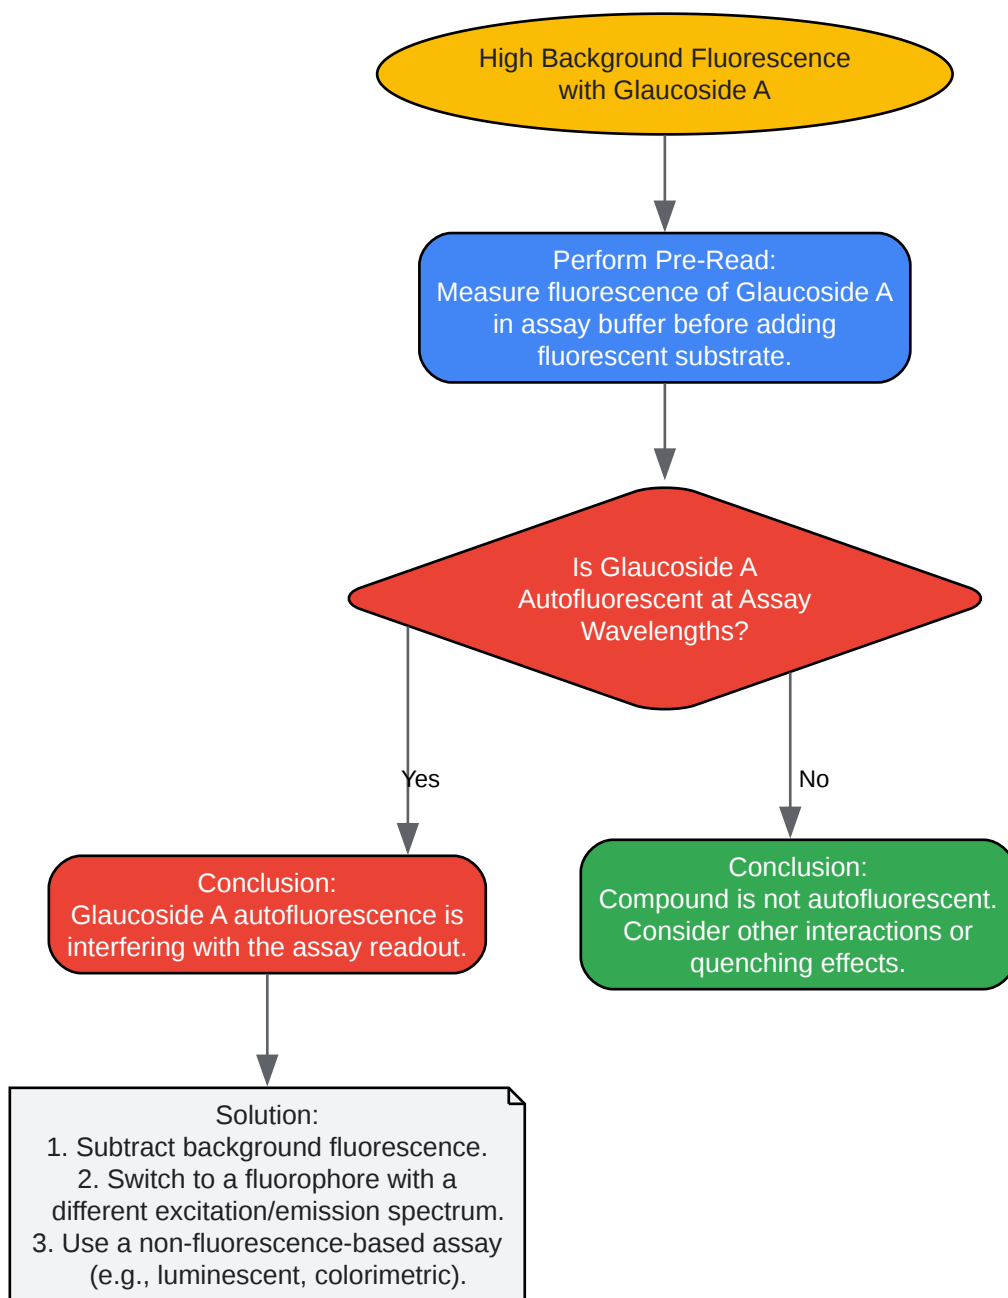 High Background Fluorescence
with Glaucoside A
Perform Pre-Read:
Measure fluorescence of Glaucoside A
in assay buffer before adding
fluorescent substrate.
Is Glaucoside A
Autofluorescent at Assay
Wavelengths?
Yes
No
Conclusion:
Glaucoside A autofluorescence is
interfering with the assay readout.
Conclusion:
Compound is not autofluorescent.
Consider other interactions or
quenching effects.
Solution:
1. Subtract background fluorescence.
2. Switch to a fluorophore with a
different excitation/emission spectrum.
3. Use a non-fluorescence-based assay
(e.g., luminescent, colorimetric).